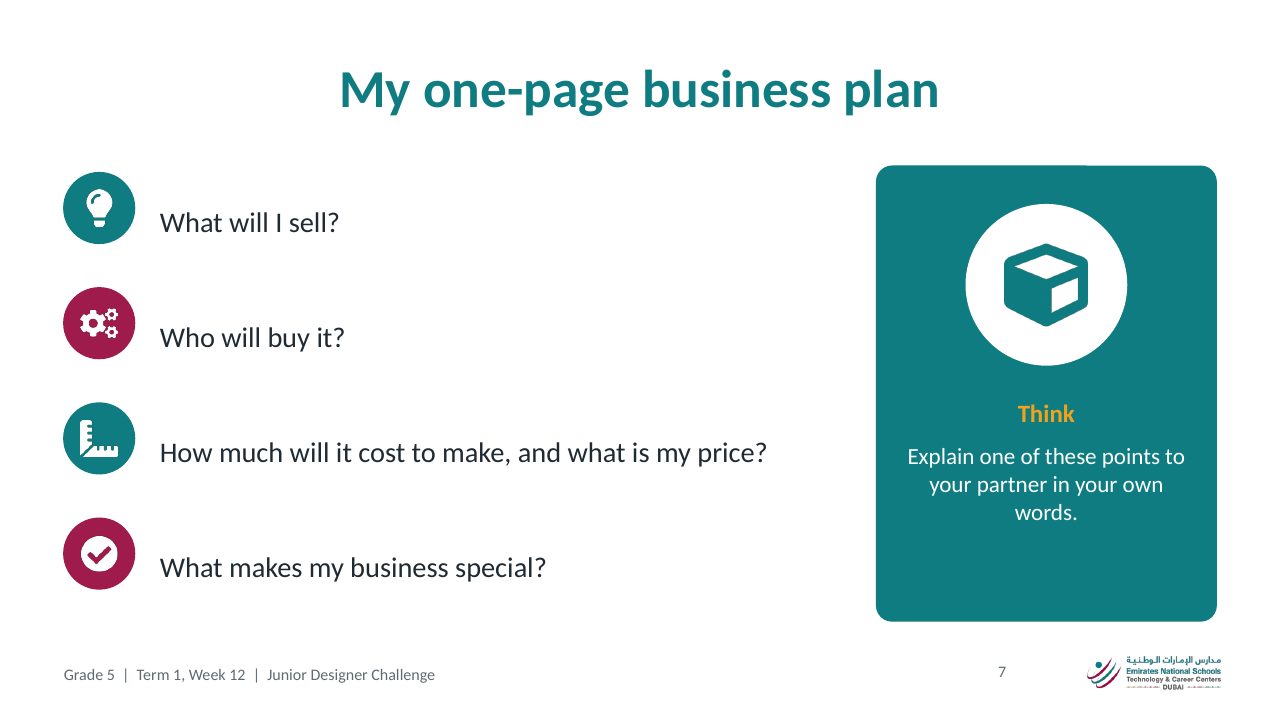 My one-page business plan
What will I sell?
Who will buy it?
How much will it cost to make, and what is my price?
What makes my business special?
Think
Explain one of these points to
your partner in your own
words.
Grade 5 | Term 1, Week 12 | Junior Designer Challenge
7
مدارس الإمارات الوطنية
Emirates National Schools
Technology & Career Centers
DUBAI